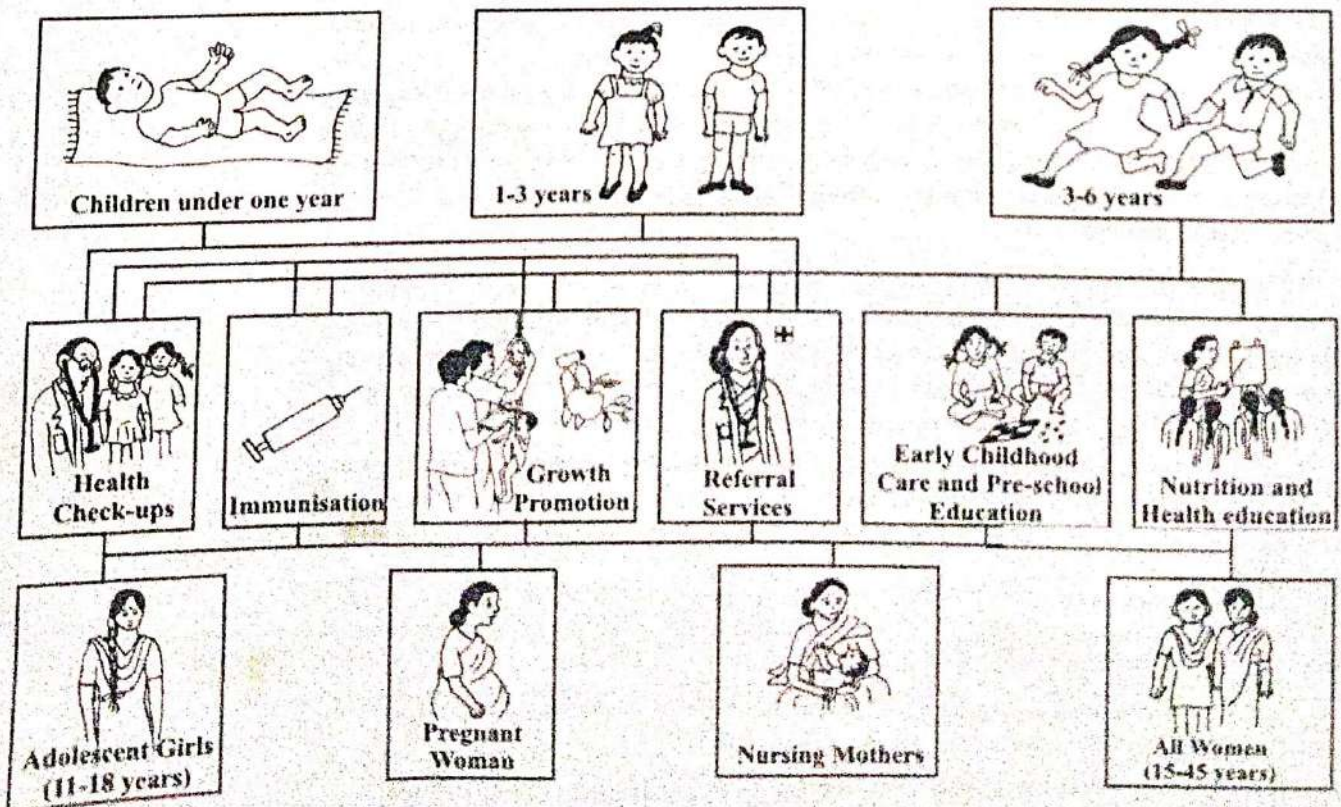 Children under one year
1-3 years
3-6 years
Health
Check-ups
Immunisation
Growth
Promotion
Referral
Services
Early Childhood
Care and Pre-school
Education
Nutrition and
Health education
Adolescent Girls
(11-18 years)
Pregnant
Woman
Nursing Mothers
All Women
(15-45 years)